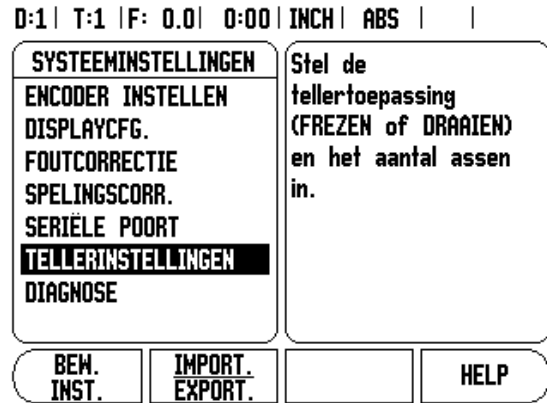 D:1| T:1 |F: 0.0| 0:00| INCH| ABS | |
SYSTEEMINSTELLINGEN
ENCODER INSTELLEN
DISPLAYCFG.
FOUTCORRECTIE
SPELINGSCORR.
SERIËLE POORT
TELLERINSTELLINGEN
DIAGNOSE
Stel de
tellertoepassing
(FREZEN of DRAAIEN)
en het aantal assen
in.
BEW.
INST.
IMPORT.
EXPORT.
HELP